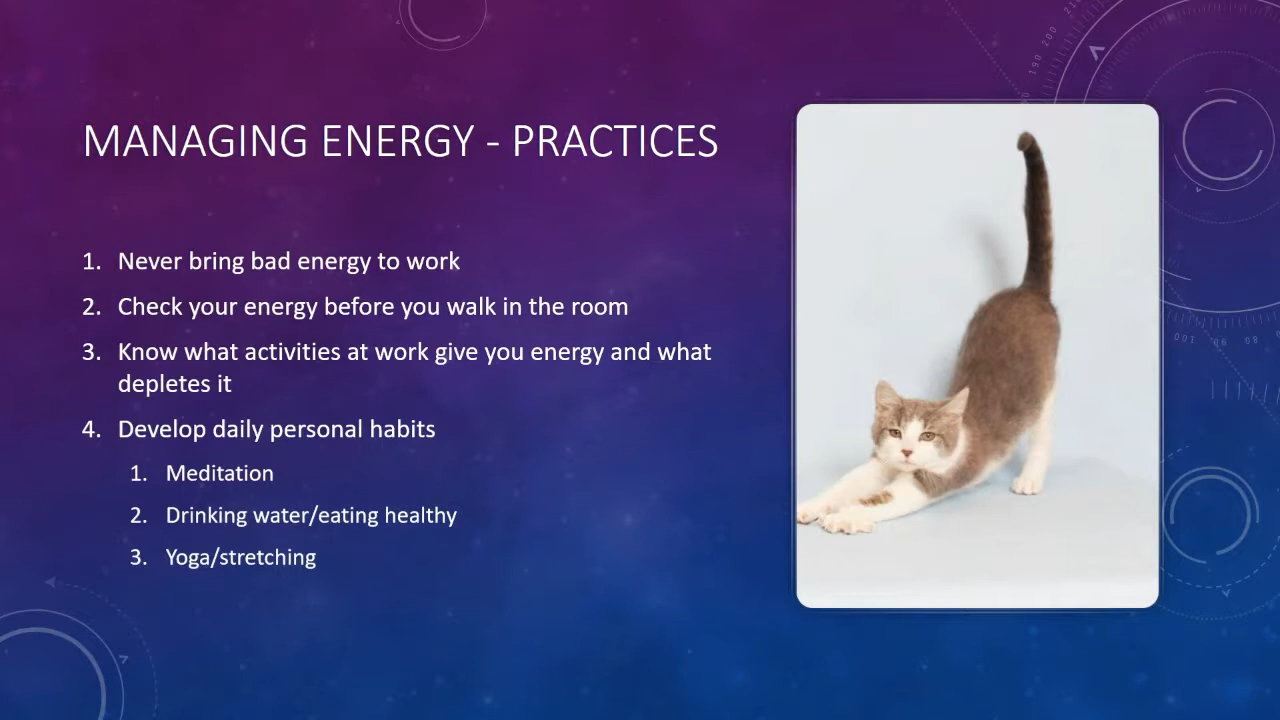 MANAGING ENERGY - PRACTICES
1. Never bring bad energy to work
2. Check your energy before you walk in the room
3. Know what activities at work give you energy and what
depletes it
4. Develop daily personal habits
1. Meditation
2. Drinking water/eating healthy
3. Yoga/stretching